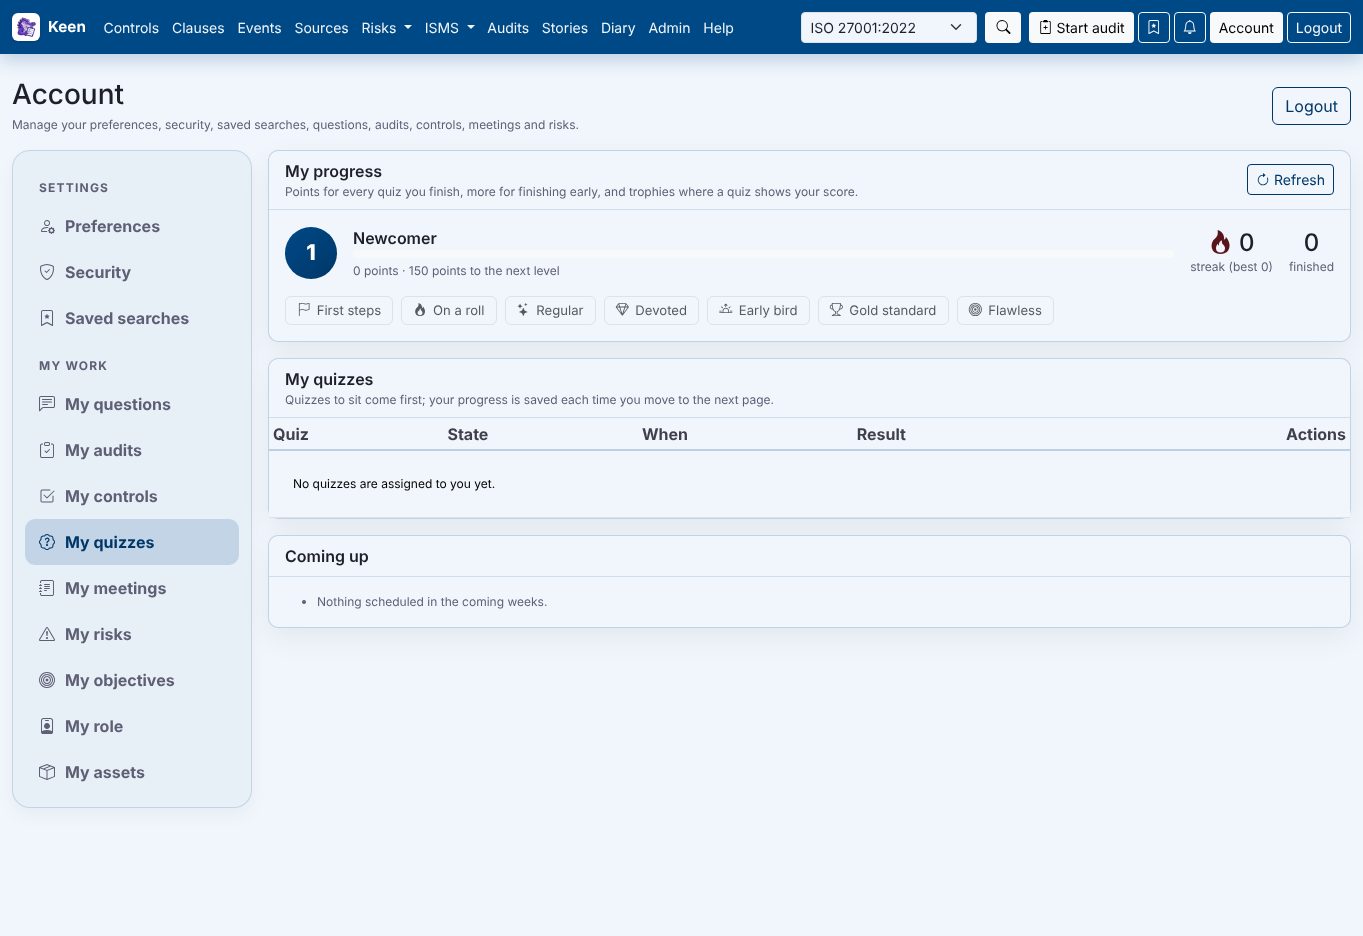 Keen Controls Clauses Events Sources Risks ISMS Audits Stories Diary Admin Help ISO 27001:2022 Start audit Account Logout
Account
Logout
Manage your preferences, security, saved searches, questions, audits, controls, meetings and risks.
SETTINGS
Preferences
Security
Saved searches
MY WORK
My questions
My audits
My controls
My quizzes
My meetings
My risks
My objectives
My role
My assets
My progress
Points for every quiz you finish, more for finishing early, and trophies where a quiz shows your score.
Refresh
1
Newcomer
0 points · 150 points to the next level
0
streak (best 0)
0
finished
First steps On a roll Regular Devoted Early bird Gold standard Flawless
My quizzes
Quizzes to sit come first; your progress is saved each time you move to the next page.
Quiz State When Result Actions
No quizzes are assigned to you yet.
Coming up
• Nothing scheduled in the coming weeks.